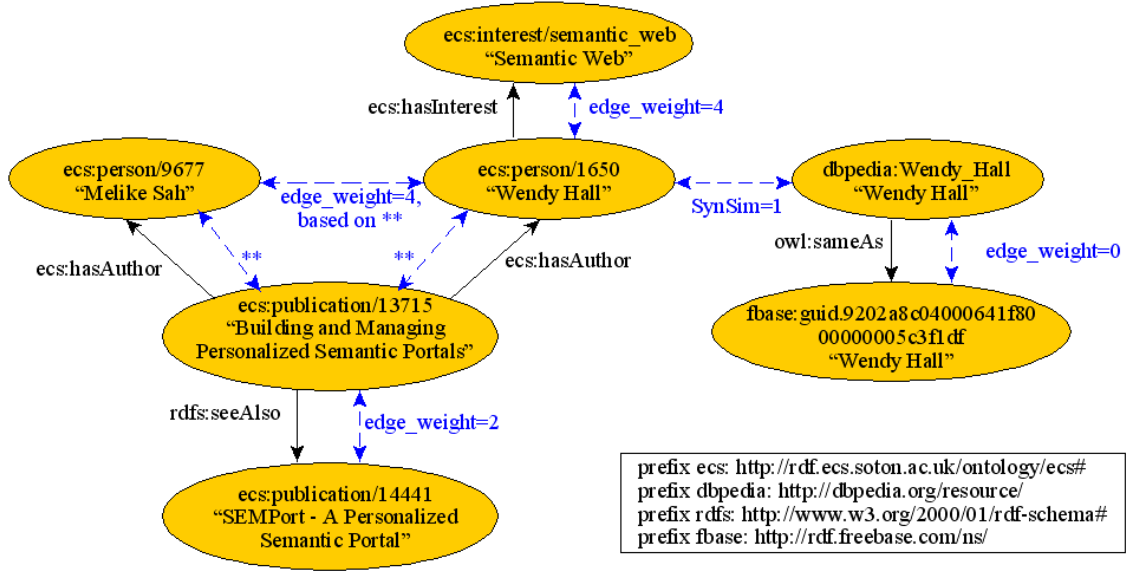 ecs:interest/semantic_web
“Semantic Web”
ecs:hasInterest
edge_weight=4
ecs:person/9677
“Melike Sah”
edge_weight=4,
based on **
ecs:person/1650
“Wendy Hall”
SynSim=1
dbpedia:Wendy_Hall
“Wendy Hall”
ecs:hasAuthor
**
**
ecs:hasAuthor
owl:sameAs
edge_weight=0
ecs:publication/13715
“Building and Managing
Personalized Semantic Portals”
fbase:guid.9202a8c04000641f80
00000005c3f1df
“Wendy Hall”
rdfs:seeAlso
edge_weight=2
ecs:publication/14441
“SEMPort - A Personalized
Semantic Portal”
prefix ecs: http://rdf.ecs.soton.ac.uk/ontology/ecs#
prefix dbpedia: http://dbpedia.org/resource/
prefix rdfs: http://www.w3.org/2000/01/rdf-schema#
prefix fbase: http://rdf.freebase.com/ns/